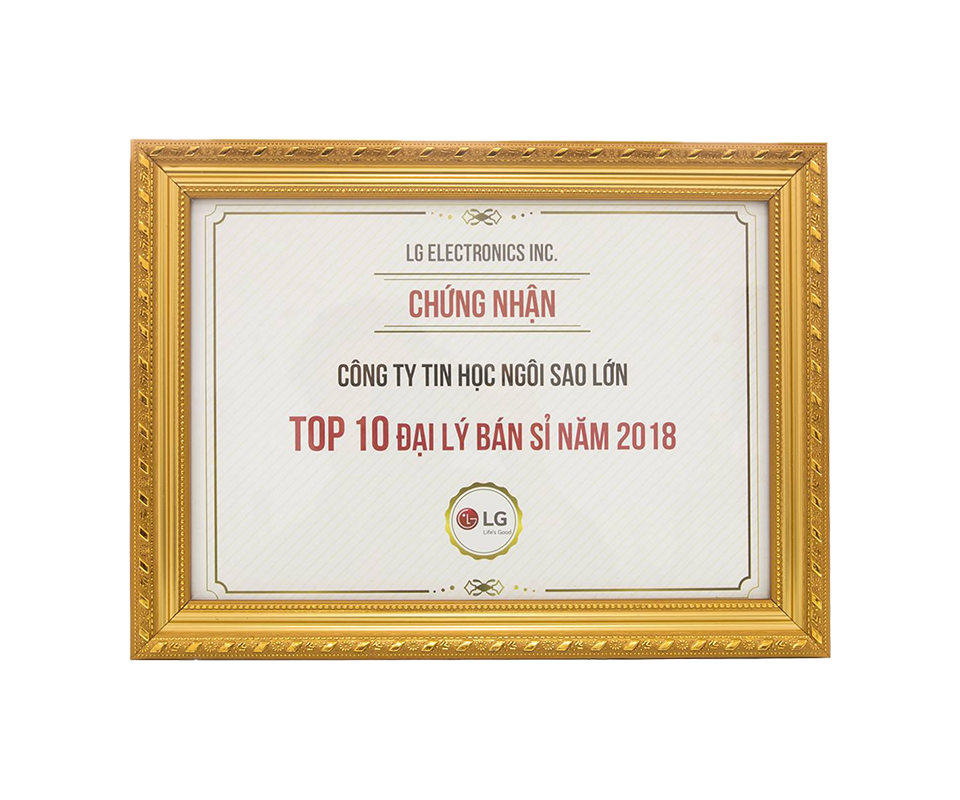 LG ELECTRONICS INC.
CHỨNG NHẬN
CÔNG TY TIN HỌC NGÔI SAO LỚN
TOP 10 ĐẠI LÝ BÁN SỈ NĂM 2018
LG
Life's Good